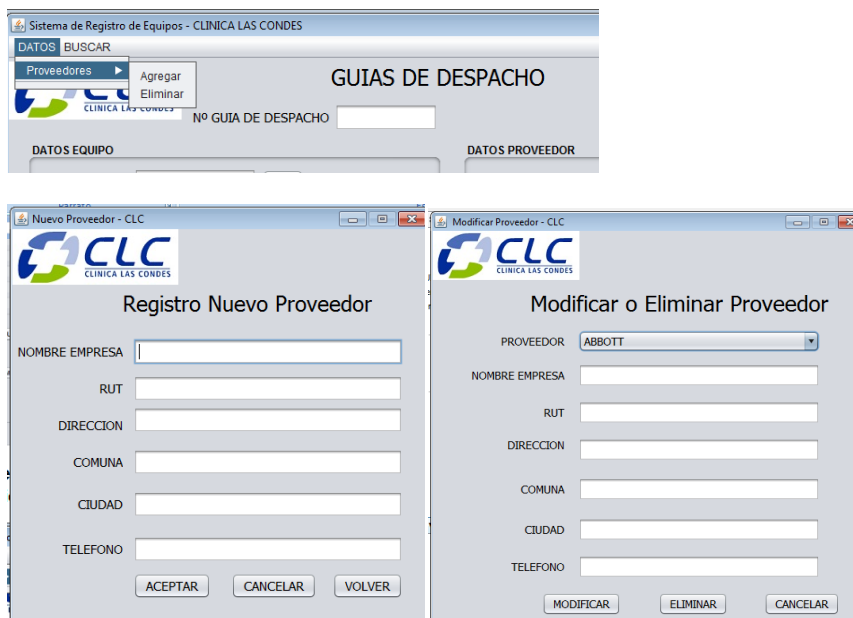 Sistema de Registro de Equipos - CLINICA LAS CONDES
DATOS BUSCAR
Proveedores
Agregar
Eliminar
GUIAS DE DESPACHO
CLINICA
Nº GUIA DE DESPACHO
DATOS EQUIPO
DATOS PROVEEDOR
Nuevo Proveedor - CLC
CLC
CLINICA LAS CONDES
Registro Nuevo Proveedor
NOMBRE EMPRESA
RUT
DIRECCION
COMUNA
CIUDAD
TELEFONO
ACEPTAR CANCELAR VOLVER
Modificar Proveedor - CLC
CLC
CLINICA LAS CONDES
Modificar o Eliminar Proveedor
PROVEEDOR ABBOTT
NOMBRE EMPRESA
RUT
DIRECCION
COMUNA
CIUDAD
TELEFONO
MODIFICAR ELIMINAR CANCELAR